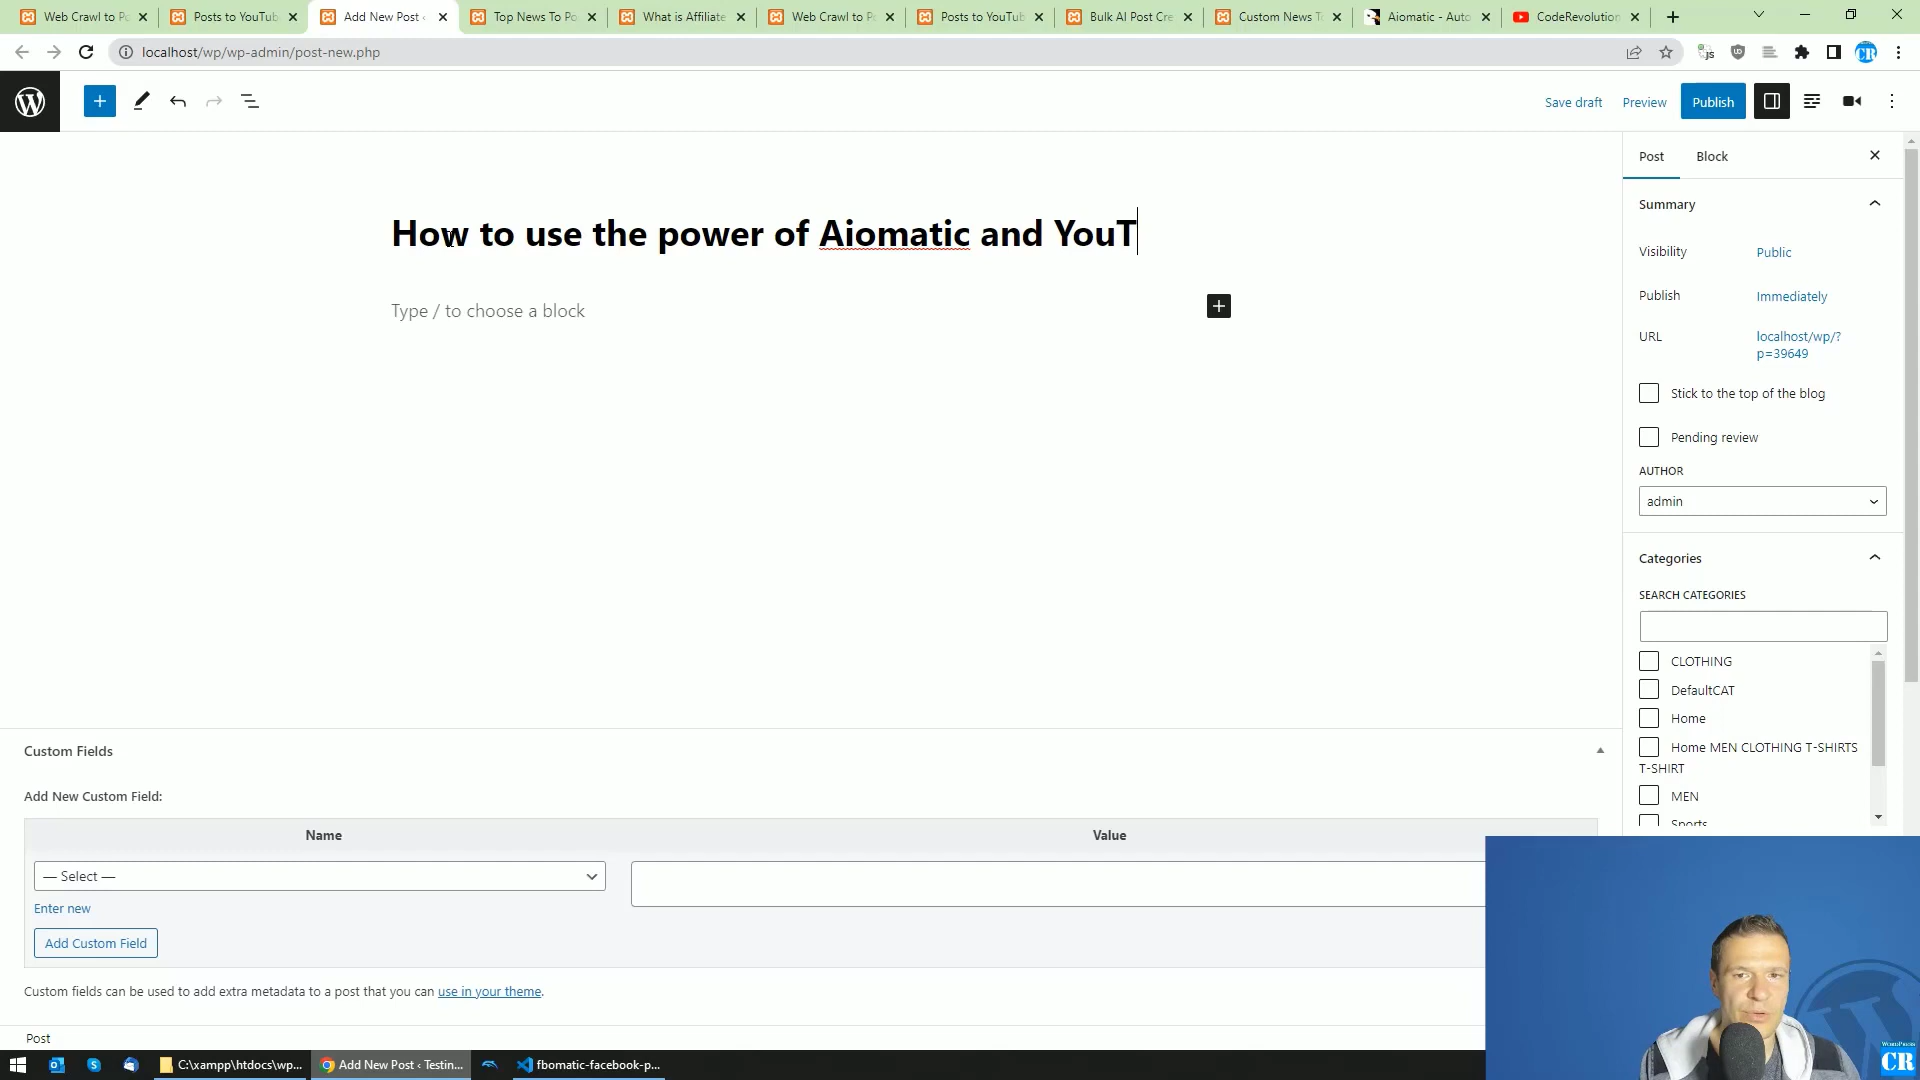 Web Crawl to Po
Posts to YouTub
Add New Post ‹
Top News To Po
What is Affiliate
Web Crawl to Po
Posts to YouTub
Bulk AI Post Cre
Custom News T
Aiomatic - Auto
CodeRevolution
localhost/wp/wp-admin/post-new.php
Save draft
Preview
Publish
How to use the power of Aiomatic and YouT
Type / to choose a block
Post
Block
Summary
Visibility
Public
Publish
Immediately
URL
localhost/wp/?
p=39649
Stick to the top of the blog
Pending review
AUTHOR
admin
Categories
SEARCH CATEGORIES
CLOTHING
DefaultCAT
Home
Home MEN CLOTHING T-SHIRTS
T-SHIRT
MEN
Sports
Custom Fields
Add New Custom Field:
Name
Value
— Select —
Enter new
Add Custom Field
Custom fields can be used to add extra metadata to a post that you can use in your theme.
Post
C:\xampp\htdocs\wp...
Add New Post ‹ Testin...
fbomatic-facebook-p...
WORDPRESS
CR